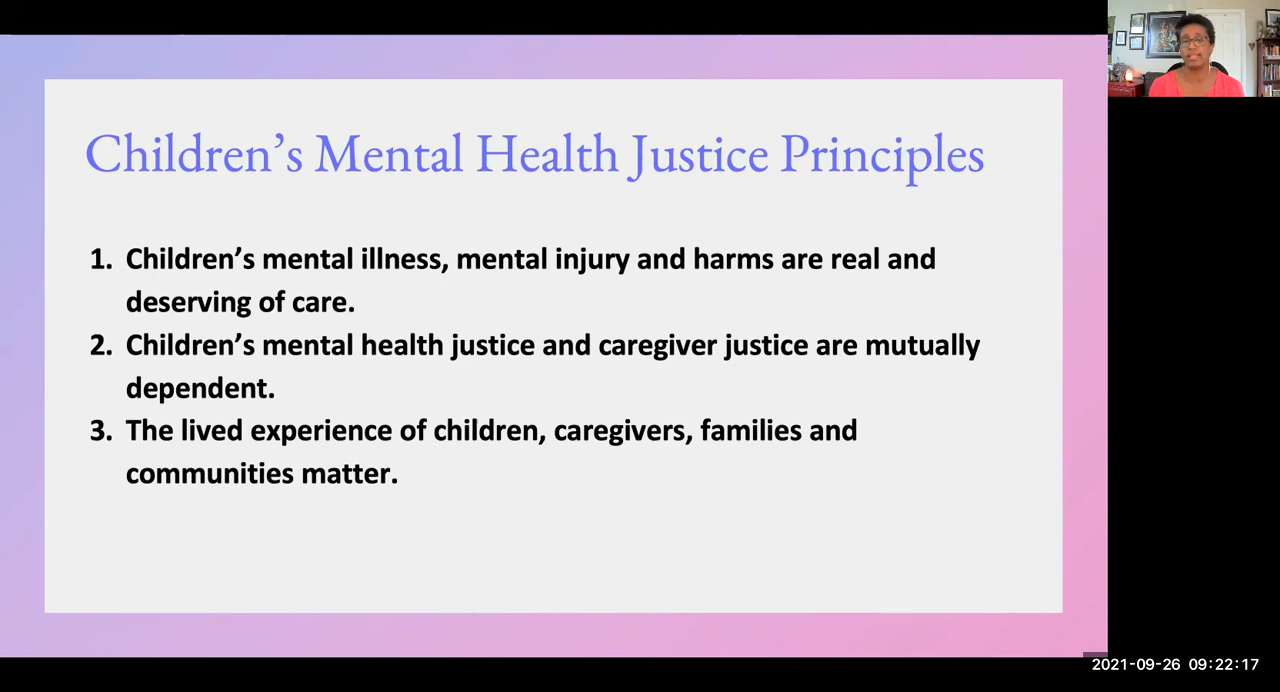 Children’s Mental Health Justice Principles
1. Children’s mental illness, mental injury and harms are real and
deserving of care.
2. Children’s mental health justice and caregiver justice are mutually
dependent.
3. The lived experience of children, caregivers, families and
communities matter.
2021-09-26 09:22:17